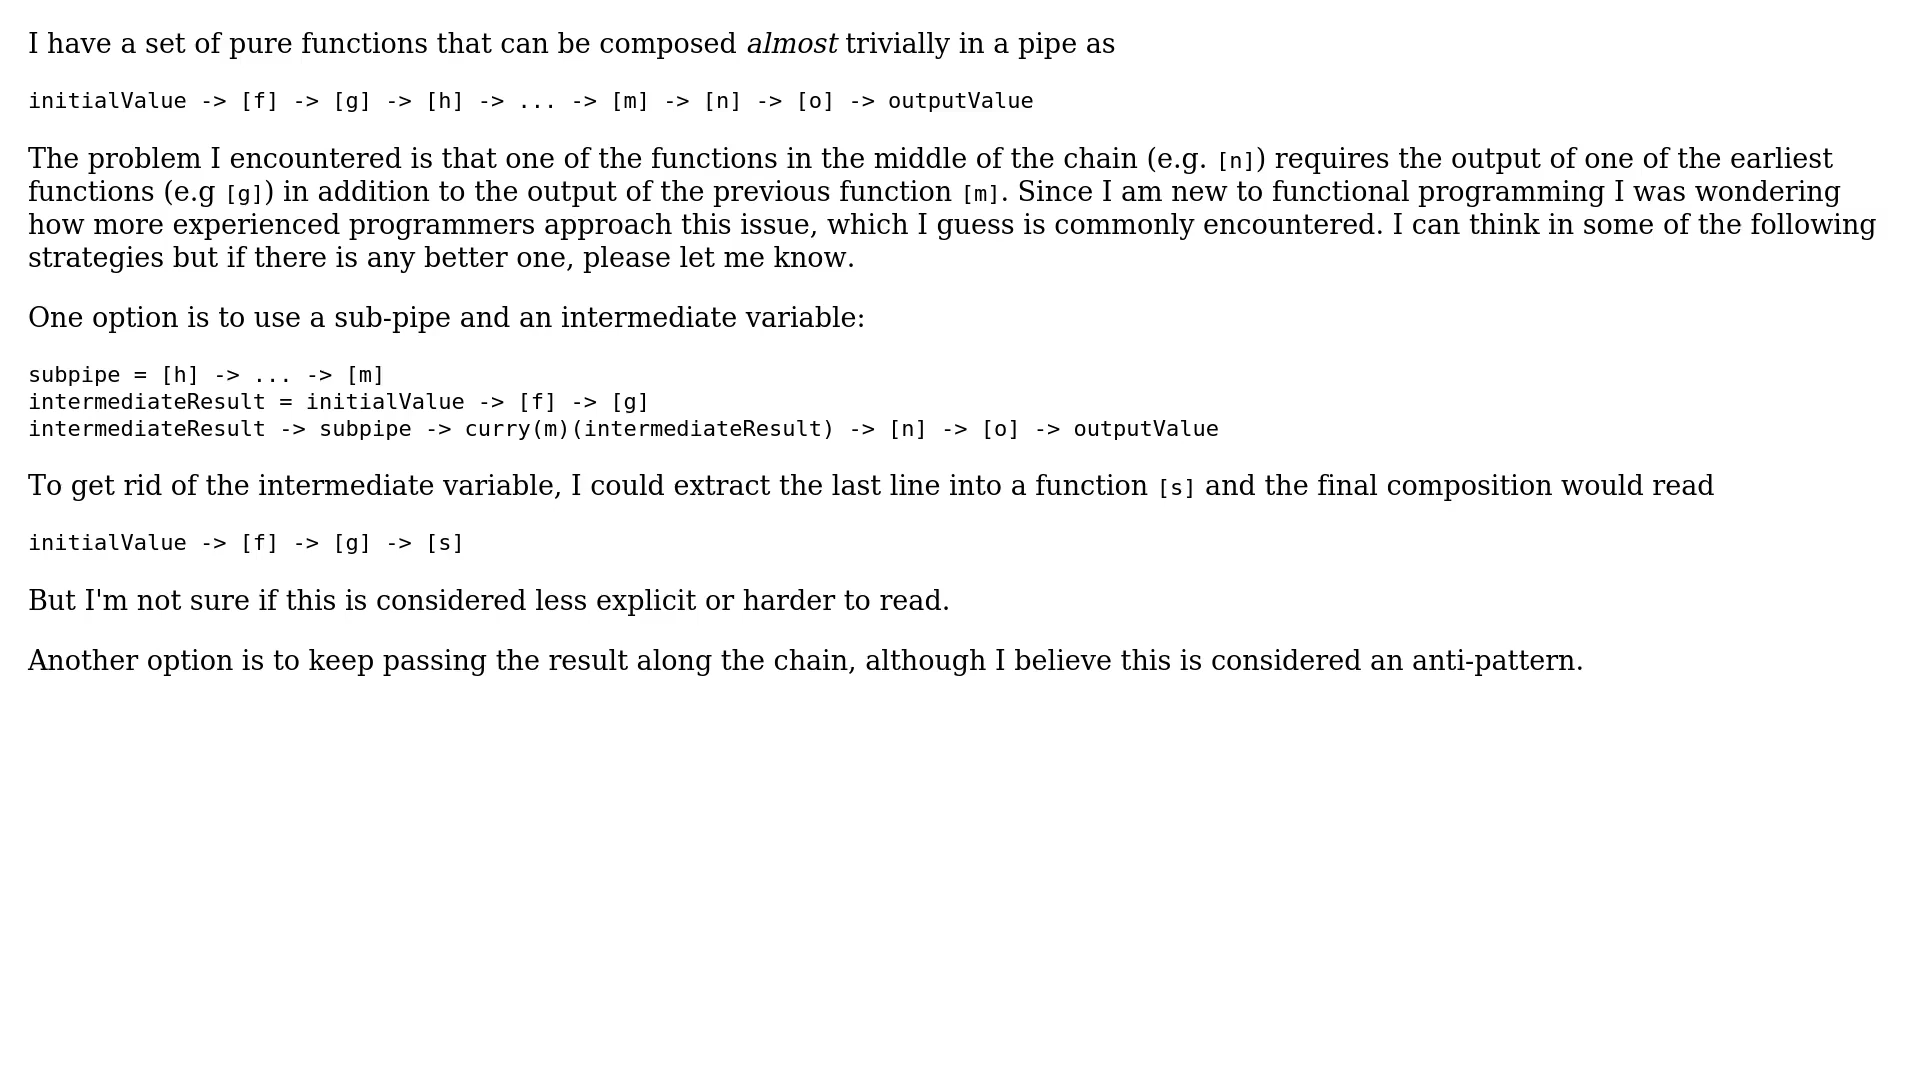 I have a set of pure functions that can be composed almost trivially in a pipe as
initialValue -> [f] -> [g] -> [h] -> ... -> [m] -> [n] -> [o] -> outputValue
The problem I encountered is that one of the functions in the middle of the chain (e.g. [n]) requires the output of one of the earliest
functions (e.g [g]) in addition to the output of the previous function [m]. Since I am new to functional programming I was wondering
how more experienced programmers approach this issue, which I guess is commonly encountered. I can think in some of the following
strategies but if there is any better one, please let me know.
One option is to use a sub-pipe and an intermediate variable:
subpipe = [h] -> ... -> [m]
intermediateResult = initialValue -> [f] -> [g]
intermediateResult -> subpipe -> curry(m)(intermediateResult) -> [n] -> [o] -> outputValue
To get rid of the intermediate variable, I could extract the last line into a function [s] and the final composition would read
initialValue -> [f] -> [g] -> [s]
But I'm not sure if this is considered less explicit or harder to read.
Another option is to keep passing the result along the chain, although I believe this is considered an anti-pattern.